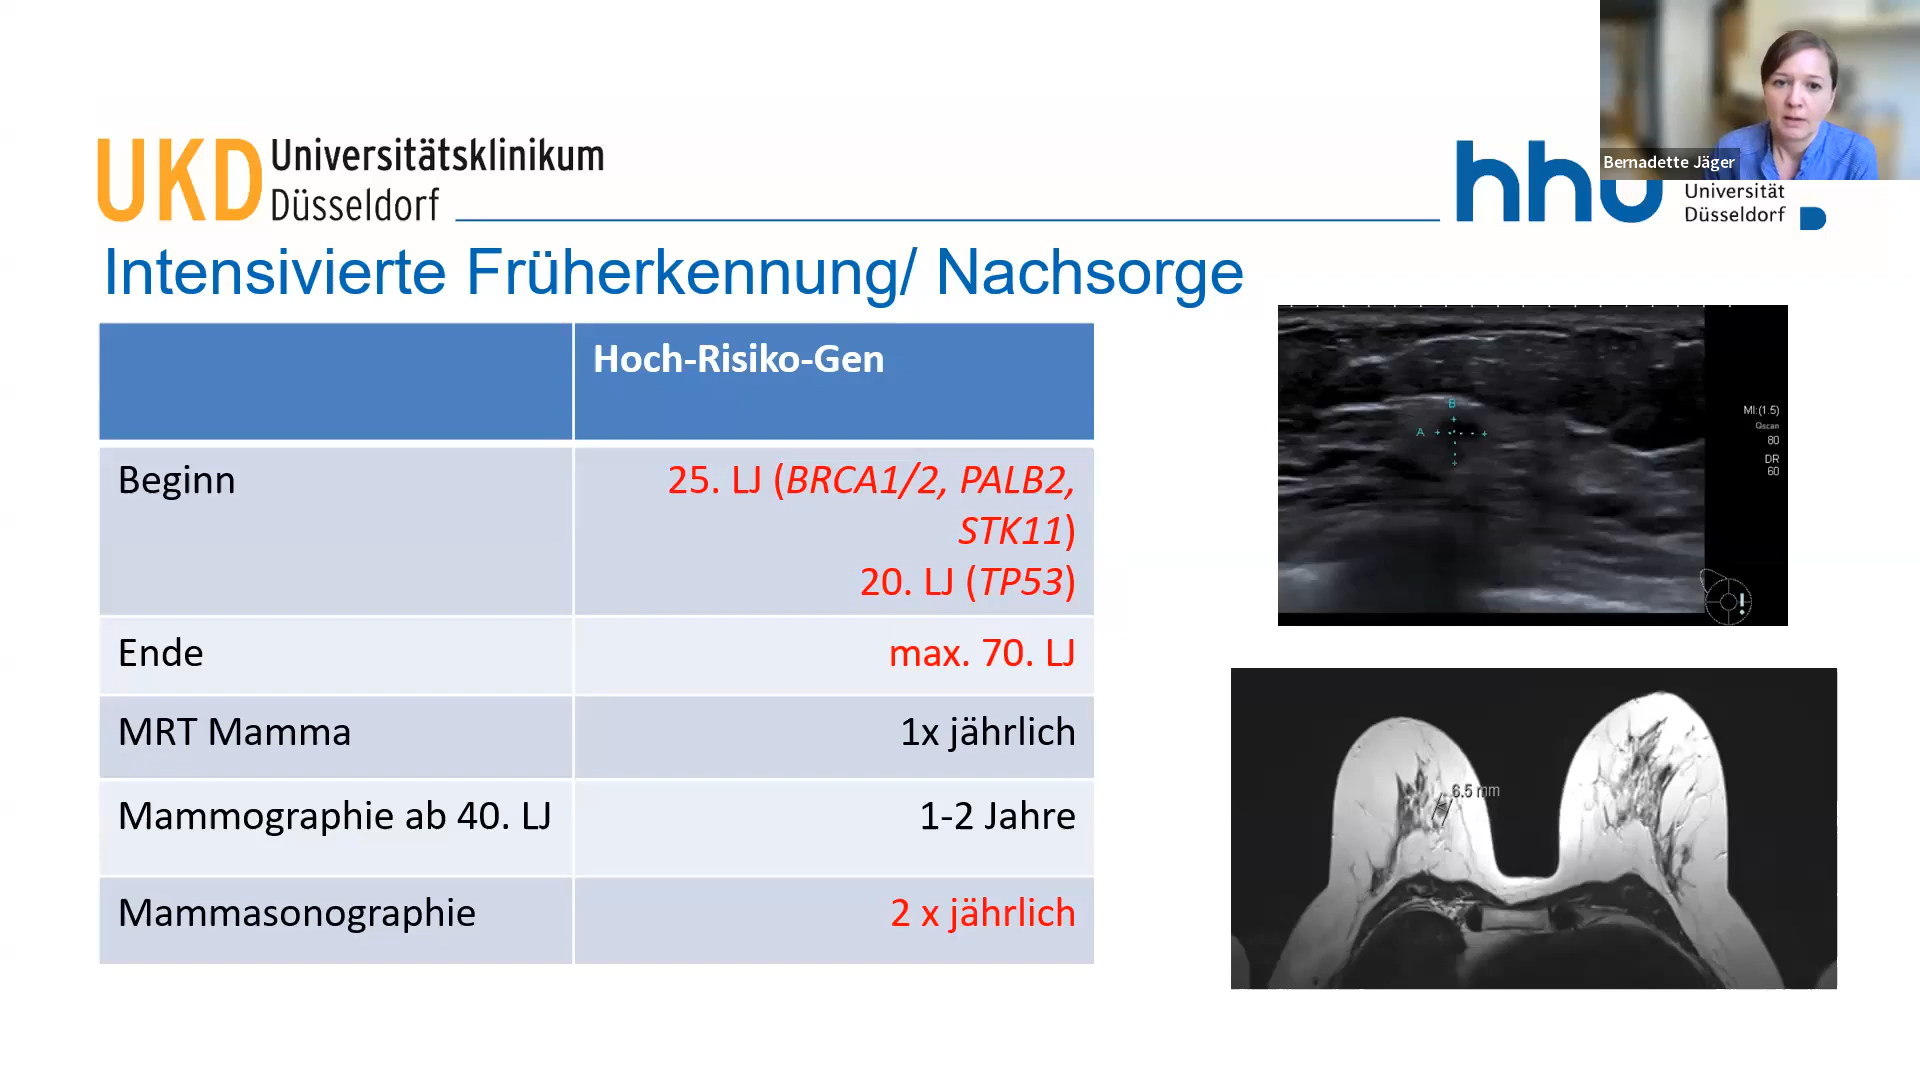 Bernadette Jäger
UKD Universitätsklinikum
Düsseldorf
hhu
Universität
Düsseldorf
Intensivierte Früherkennung/ Nachsorge
Hoch-Risiko-Gen
Beginn
25. LJ (BRCA1/2, PALB2,
STK11)
20. LJ (TP53)
Ende
max. 70. LJ
MRT Mamma
1x jährlich
Mammographie ab 40. LJ
1-2 Jahre
Mammasonographie
2 x jährlich
B
A
MI:(1.5)
Qscan
80
DR
60
!
6.5 mm